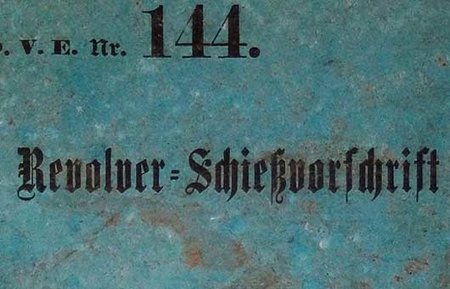 . V. E. Nr. 144.
Revolver=Schießvorschrift